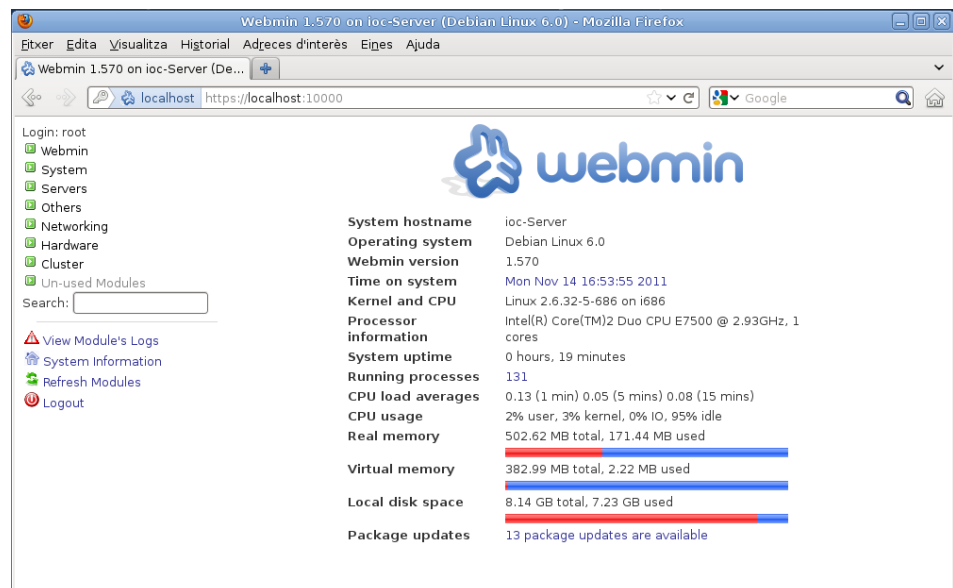 Webmin 1.570 on ioc-Server (Debian Linux 6.0) - Mozilla Firefox
Fitxer Edita Visualitza Historial Adreces d'interès Eines Ajuda
Webmin 1.570 on ioc-Server (De...
localhost https://localhost:10000 Google
Login: root
Webmin
System
Servers
Others
Networking
Hardware
Cluster
Un-used Modules
Search:
View Module's Logs
System Information
Refresh Modules
Logout
webmin
System hostname ioc-Server
Operating system Debian Linux 6.0
Webmin version 1.570
Time on system Mon Nov 14 16:53:55 2011
Kernel and CPU Linux 2.6.32-5-686 on i686
Processor information Intel(R) Core(TM)2 Duo CPU E7500 @ 2.93GHz, 1
cores
System uptime 0 hours, 19 minutes
Running processes 131
CPU load averages 0.13 (1 min) 0.05 (5 mins) 0.08 (15 mins)
CPU usage 2% user, 3% kernel, 0% IO, 95% idle
Real memory 502.62 MB total, 171.44 MB used
Virtual memory 382.99 MB total, 2.22 MB used
Local disk space 8.14 GB total, 7.23 GB used
Package updates 13 package updates are available